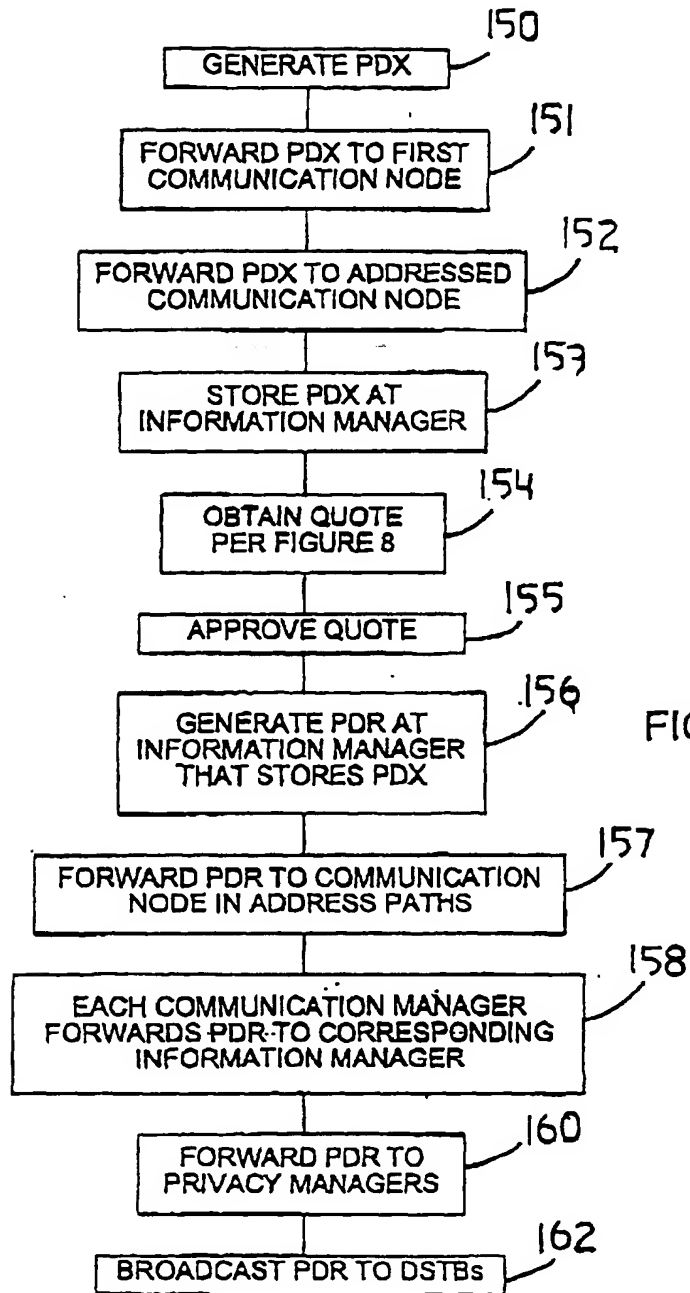 150
GENERATE PDX
151
FORWARD PDX TO FIRST
COMMUNICATION NODE
152
FORWARD PDX TO ADDRESSED
COMMUNICATION NODE
153
STORE PDX AT
INFORMATION MANAGER
154
OBTAIN QUOTE
PER FIGURE 8
155
APPROVE QUOTE
156
GENERATE PDR AT
INFORMATION MANAGER
THAT STORES PDX
FIG
157
FORWARD PDR TO COMMUNICATION
NODE IN ADDRESS PATHS
158
EACH COMMUNICATION MANAGER
FORWARDS PDR TO CORRESPONDING
INFORMATION MANAGER
160
FORWARD PDR TO
PRIVACY MANAGERS
162
BROADCAST PDR TO DSTBs